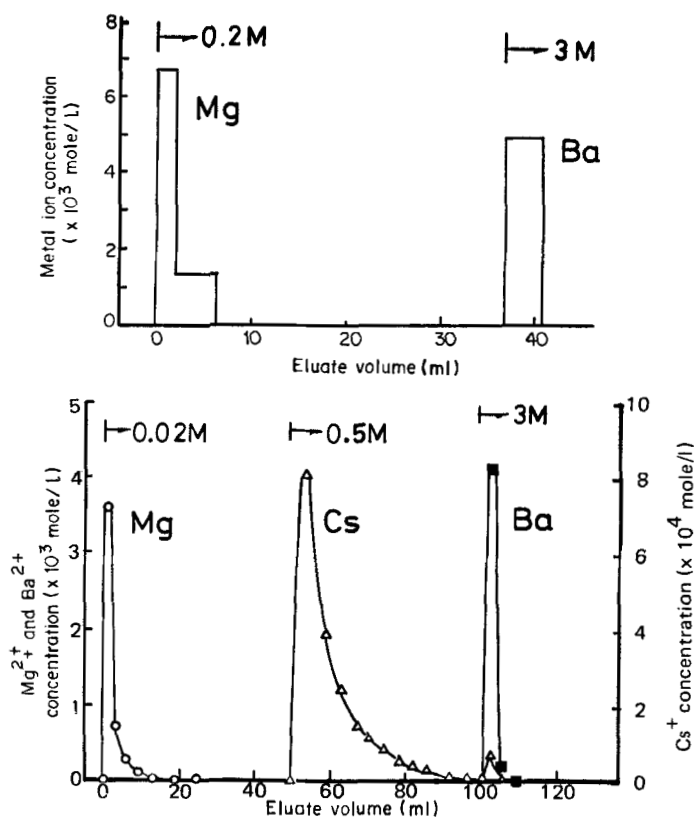 Metal ion concentration
( x 10³ mole/L)
8
6
4
2
0
0.2M
3M
Mg
Ba
0
10
20
30
40
Eluate volume (ml)
Mg²⁺ and Ba²⁺
concentration (x 10³ mole/L)
5
4
3
2
1
0
0.02M
0.5M
3M
Mg
Cs
Ba
10
8
6
4
2
0
Cs⁺ concentration (x 10⁴ mole/l)
0
20
40
60
80
100
120
Eluate volume (ml)